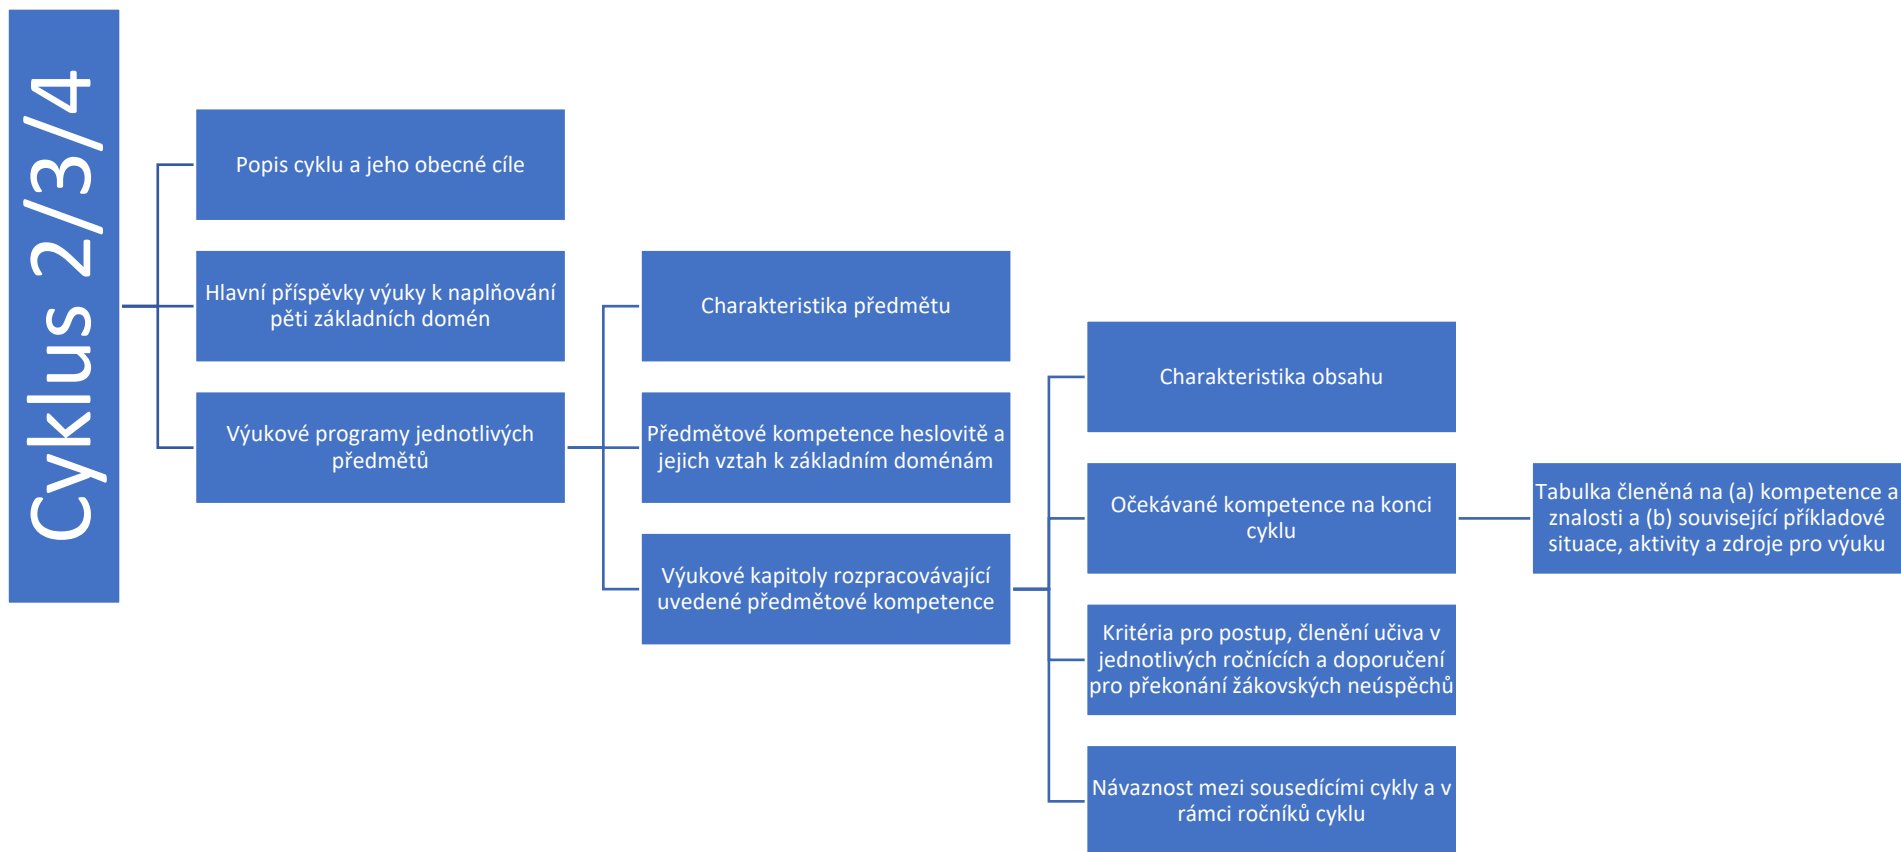 Cyklus 2/3/4
Popis cyklu a jeho obecné cíle
Hlavní příspěvky výuky k naplňování
pěti základních domén
Výukové programy jednotlivých
předmětů
Charakteristika předmětu
Předmětové kompetence heslovitě a
jejich vztah k základním doménám
Výukové kapitoly rozpracovávající
uvedené předmětové kompetence
Charakteristika obsahu
Očekávané kompetence na konci
cyklu
Tabulka členěná na (a) kompetence a
znalosti a (b) související příkladové
situace, aktivity a zdroje pro výuku
Kritéria pro postup, členění učiva v
jednotlivých ročnících a doporučení
pro překonání žákovských neúspěchů
Návaznost mezi sousedícími cykly a v
rámci ročníků cyklu